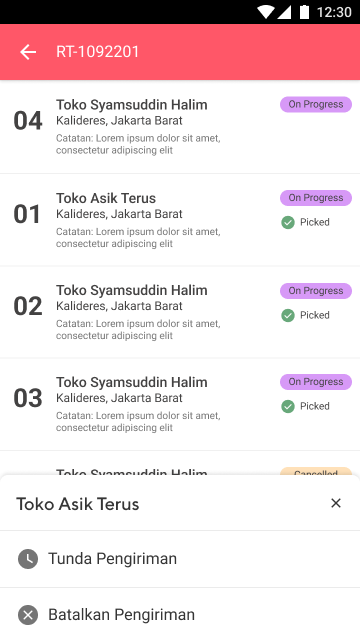 12:30
RT-1092201
04
Toko Syamsuddin Halim
On Progress
Kalideres, Jakarta Barat
Catatan: Lorem ipsum dolor sit amet,
consectetur adipiscing elit
01
Toko Asik Terus
On Progress
Kalideres, Jakarta Barat
Picked
Catatan: Lorem ipsum dolor sit amet,
consectetur adipiscing elit
02
Toko Syamsuddin Halim
On Progress
Kalideres, Jakarta Barat
Picked
Catatan: Lorem ipsum dolor sit amet,
consectetur adipiscing elit
03
Toko Syamsuddin Halim
On Progress
Kalideres, Jakarta Barat
Picked
Catatan: Lorem ipsum dolor sit amet,
consectetur adipiscing elit
Toko Syamsuddin Halim
Cancelled
Toko Asik Terus
Tunda Pengiriman
Batalkan Pengiriman